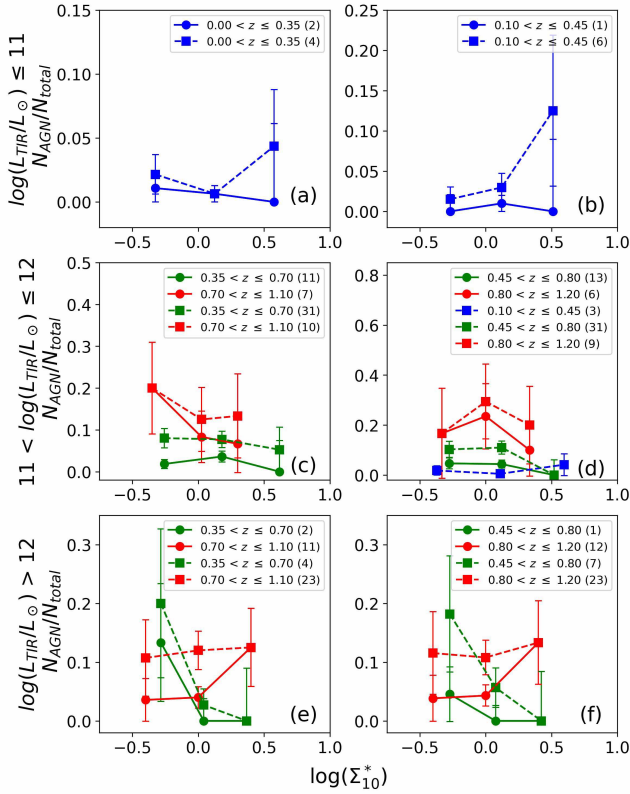 0.00 < z ≤ 0.35 (2)
0.00 < z ≤ 0.35 (4)
0.15
0.10
0.05
0.00
−0.5 0.0 0.5 1.0
(a)
0.10 < z ≤ 0.45 (1)
0.10 < z ≤ 0.45 (6)
0.25
0.20
0.15
0.10
0.05
0.00
−0.5 0.0 0.5 1.0
(b)
log(L_TIR/L_⊙) ≤ 11
N_AGN/N_total
0.35 < z ≤ 0.70 (11)
0.70 < z ≤ 1.10 (7)
0.35 < z ≤ 0.70 (31)
0.70 < z ≤ 1.10 (10)
0.5
0.4
0.3
0.2
0.1
0.0
−0.5 0.0 0.5 1.0
(c)
0.45 < z ≤ 0.80 (13)
0.80 < z ≤ 1.20 (6)
0.10 < z ≤ 0.45 (3)
0.45 < z ≤ 0.80 (31)
0.80 < z ≤ 1.20 (9)
0.8
0.6
0.4
0.2
0.0
−0.5 0.0 0.5 1.0
(d)
11 < log(L_TIR/L_⊙) ≤ 12
N_AGN/N_total
0.35 < z ≤ 0.70 (2)
0.70 < z ≤ 1.10 (11)
0.35 < z ≤ 0.70 (4)
0.70 < z ≤ 1.10 (23)
0.3
0.2
0.1
0.0
−0.5 0.0 0.5 1.0
(e)
0.45 < z ≤ 0.80 (1)
0.80 < z ≤ 1.20 (12)
0.45 < z ≤ 0.80 (7)
0.80 < z ≤ 1.20 (23)
0.3
0.2
0.1
0.0
−0.5 0.0 0.5 1.0
(f)
log(L_TIR/L_⊙) > 12
N_AGN/N_total
log(Σ*₁₀)